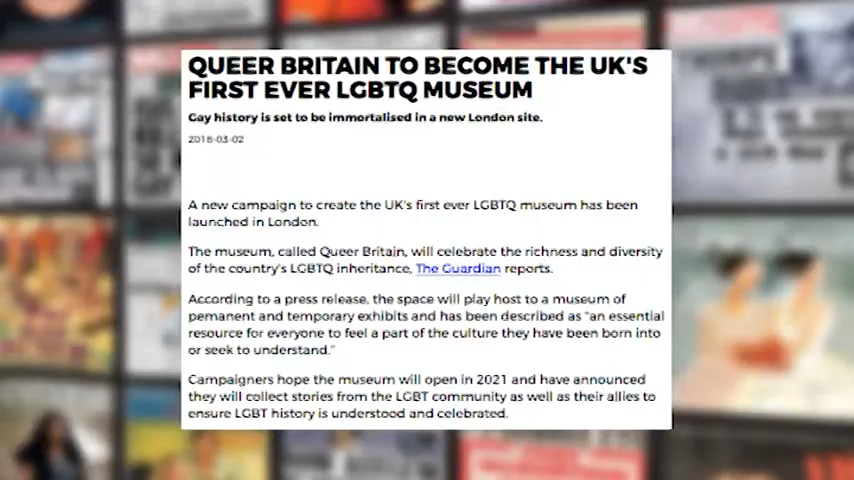 QUEER BRITAIN TO BECOME THE UK'S
FIRST EVER LGBTQ MUSEUM
Gay history is set to be immortalised in a new London site.
2018-03-02
A new campaign to create the UK's first ever LGBTQ museum has been
launched in London.
The museum, called Queer Britain, will celebrate the richness and diversity
of the country's LGBTQ inheritance, The Guardian reports.
According to a press release, the space will play host to a museum of
pemanent and temporary exhibits and has been described as "an essential
resource for everyone to feel a part of the culture they have been born into
or seek to understand."
Campaigners hope the museum will open in 2021 and have announced
they will collect stories from the LGBT community as well as their allies to
ensure LGBT history is understood and celebrated.